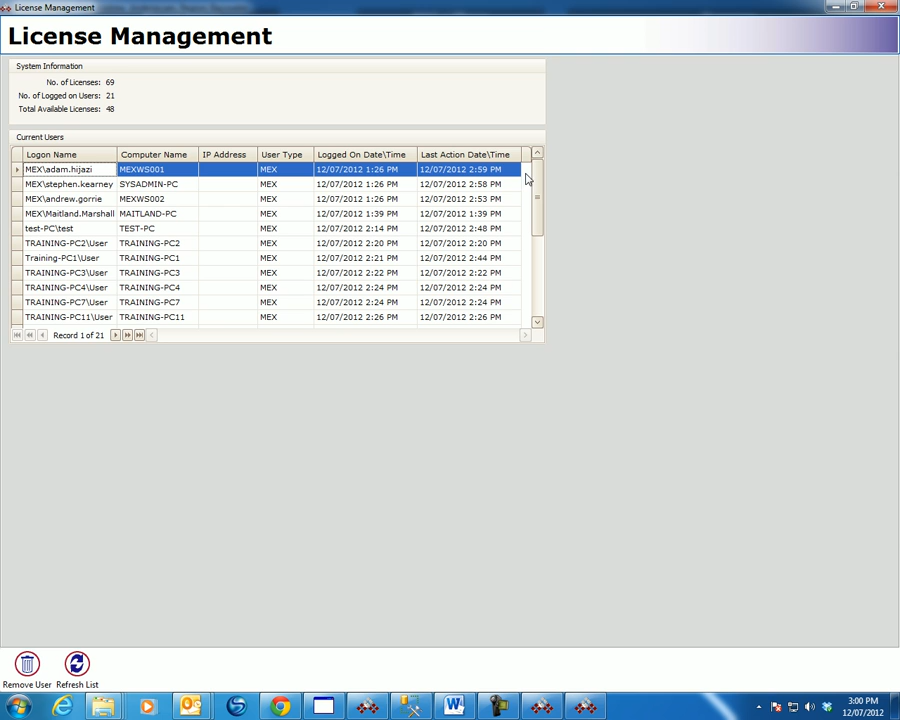 License Management
License Management
System Information
No. of Licenses: 69
No. of Logged on Users: 21
Total Available Licenses: 48
Current Users
Logon Name Computer Name IP Address User Type Logged On Date\Time Last Action Date\Time
MEX\adam.hijazi MEXWS001 MEX 12/07/2012 1:26 PM 12/07/2012 2:59 PM
MEX\stephen.kearney SYSADMIN-PC MEX 12/07/2012 1:26 PM 12/07/2012 2:58 PM
MEX\andrew.gorrie MEXWS002 MEX 12/07/2012 1:26 PM 12/07/2012 2:53 PM
MEX\Maitland.Marshall MAITLAND-PC MEX 12/07/2012 1:39 PM 12/07/2012 1:39 PM
test-PC\test TEST-PC MEX 12/07/2012 2:14 PM 12/07/2012 2:48 PM
TRAINING-PC2\User TRAINING-PC2 MEX 12/07/2012 2:20 PM 12/07/2012 2:20 PM
Training-PC1\User TRAINING-PC1 MEX 12/07/2012 2:21 PM 12/07/2012 2:44 PM
TRAINING-PC3\User TRAINING-PC3 MEX 12/07/2012 2:22 PM 12/07/2012 2:22 PM
TRAINING-PC4\User TRAINING-PC4 MEX 12/07/2012 2:24 PM 12/07/2012 2:24 PM
TRAINING-PC7\User TRAINING-PC7 MEX 12/07/2012 2:24 PM 12/07/2012 2:24 PM
TRAINING-PC11\User TRAINING-PC11 MEX 12/07/2012 2:26 PM 12/07/2012 2:26 PM
Record 1 of 21
Remove User Refresh List
3:00 PM
12/07/2012